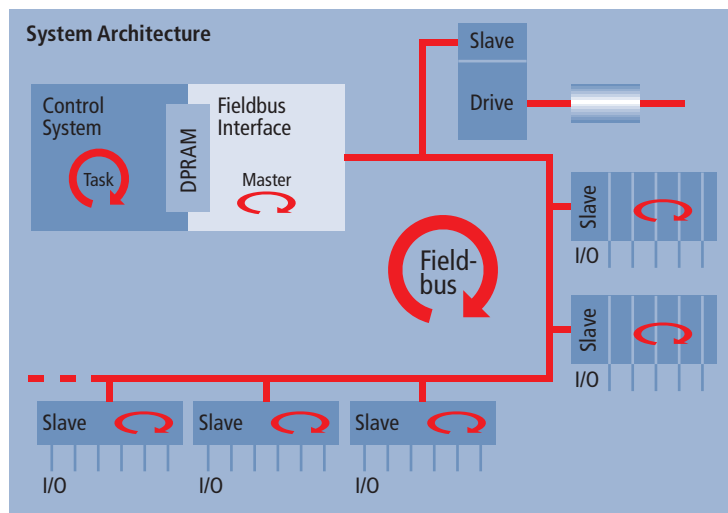 System Architecture
Control
System
Task
DPRAM
Fieldbus
Interface
Master
Slave
Drive
Field-
bus
Slave
I/O
Slave
I/O
Slave
I/O
Slave
I/O
Slave
I/O